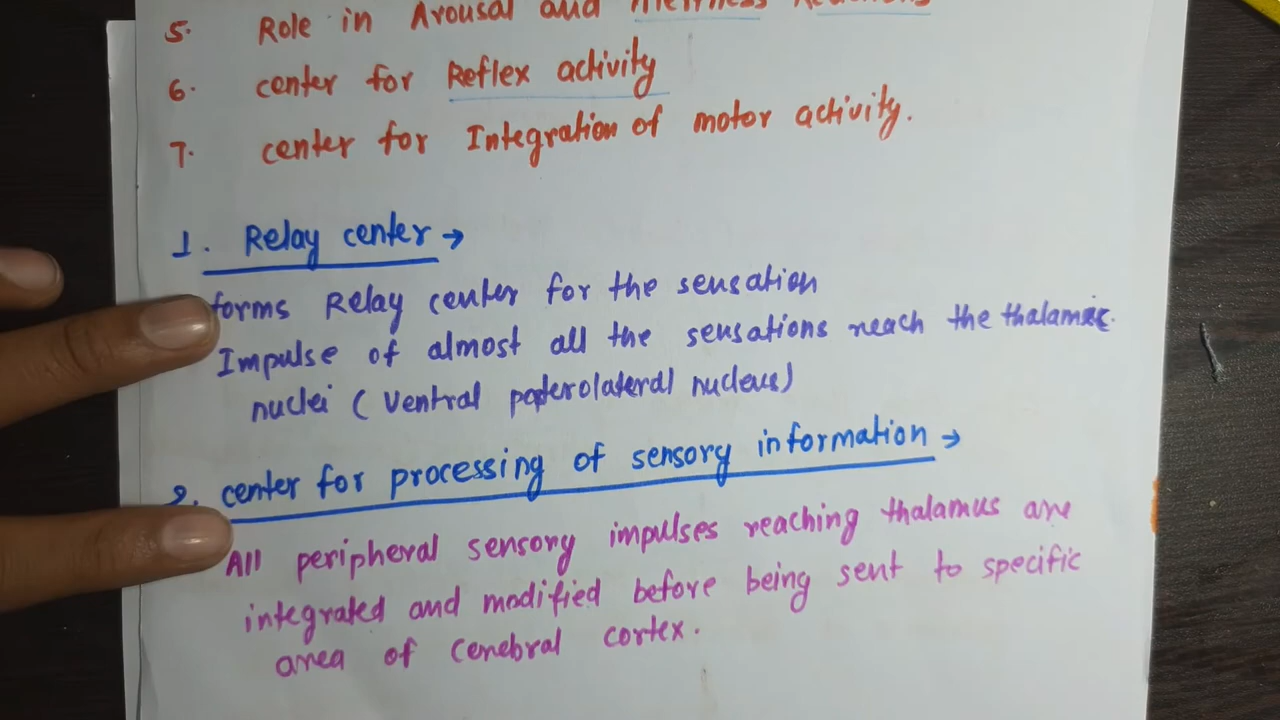 5. Role in Arousal and Alertness Reactions
6. center for Reflex activity
7. center for Integration of motor activity.
1. Relay center →
forms Relay center for the sensation
Impulse of almost all the sensations reach the thalamic
nuclei (Ventral posterolateral nucleus)
2. center for processing of sensory information →
All peripheral sensory impulses reaching thalamus are
integrated and modified before being sent to specific
area of cerebral cortex.